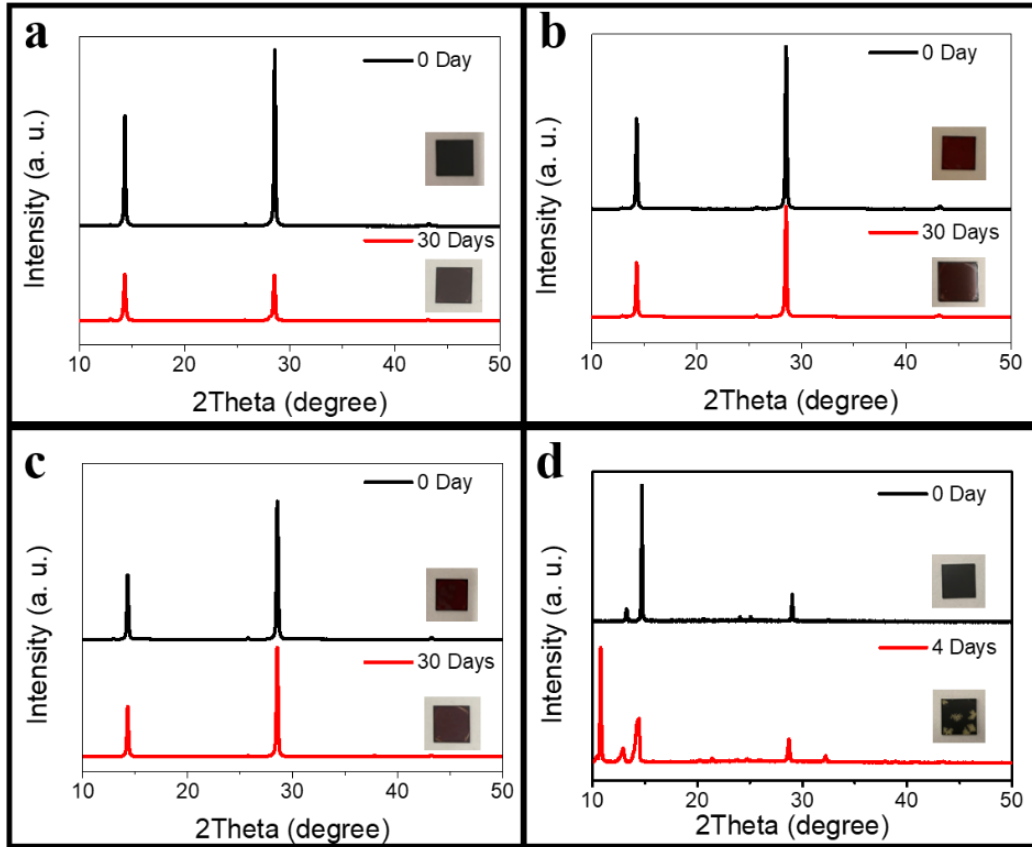 a
0 Day
30 Days
Intensity (a. u.)
10 20 30 40 50
2Theta (degree)
b
0 Day
30 Days
Intensity (a. u.)
10 20 30 40 50
2Theta (degree)
c
0 Day
30 Days
Intensity (a. u.)
10 20 30 40 50
2Theta (degree)
d
0 Day
4 Days
Intensity (a. u.)
10 20 30 40 50
2Theta (degree)